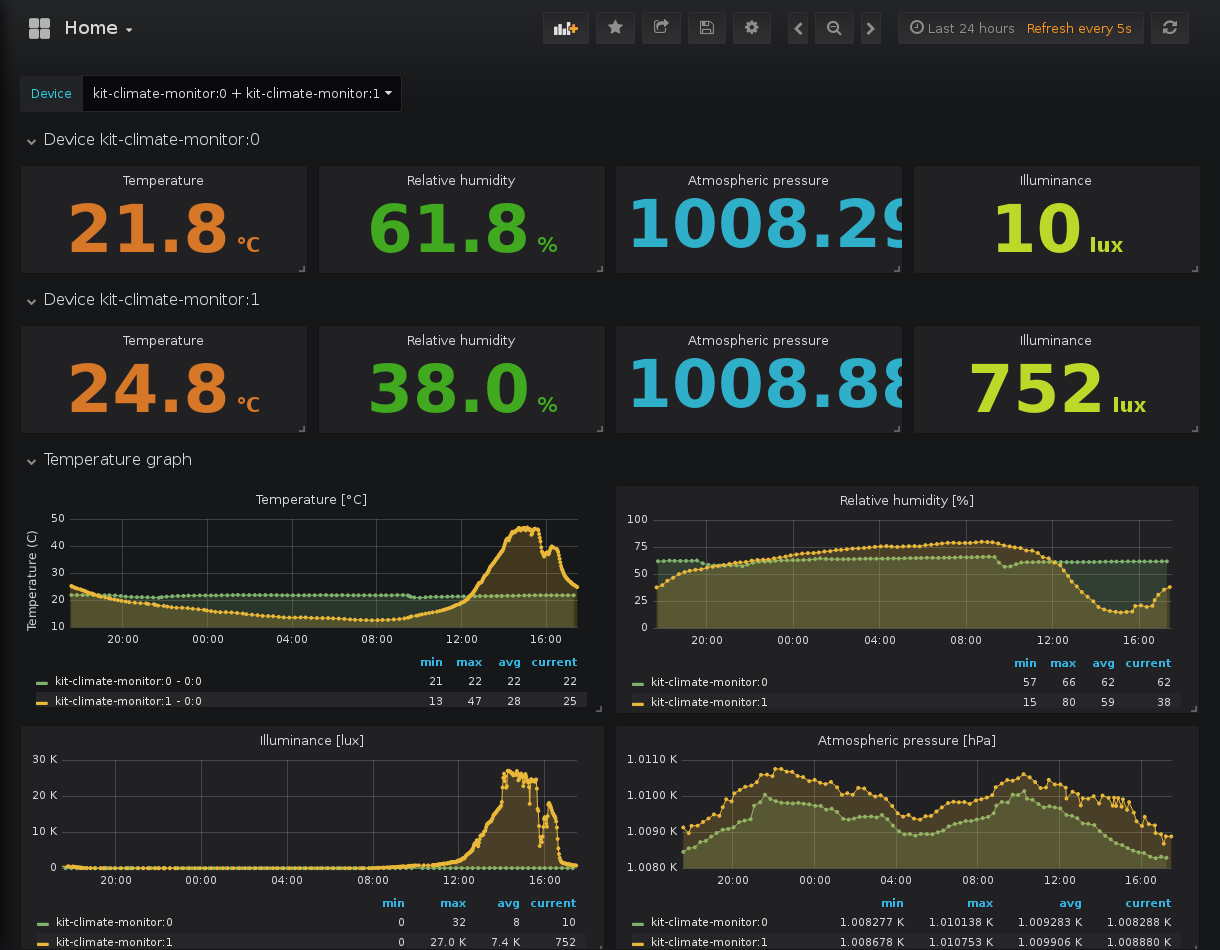 Home
Last 24 hours Refresh every 5s
Device kit-climate-monitor:0 + kit-climate-monitor:1
Device kit-climate-monitor:0
Temperature Relative humidity Atmospheric pressure Illuminance
21.8 °C 61.8 % 1008.29 10 lux
Device kit-climate-monitor:1
Temperature Relative humidity Atmospheric pressure Illuminance
24.8 °C 38.0 % 1008.88 752 lux
Temperature graph
Temperature [°C]
Temperature (C)
50
40
30
20
10
20:00 00:00 04:00 08:00 12:00 16:00
min max avg current
kit-climate-monitor:0 - 0:0 21 22 22 22
kit-climate-monitor:1 - 0:0 13 47 28 25
Relative humidity [%]
100
75
50
25
0
20:00 00:00 04:00 08:00 12:00 16:00
min max avg current
kit-climate-monitor:0 57 66 62 62
kit-climate-monitor:1 15 80 59 38
Illuminance [lux]
30 K
20 K
10 K
0
20:00 00:00 04:00 08:00 12:00 16:00
min max avg current
kit-climate-monitor:0 0 32 8 10
kit-climate-monitor:1 0 27.0 K 7.4 K 752
Atmospheric pressure [hPa]
1.0110 K
1.0100 K
1.0090 K
1.0080 K
20:00 00:00 04:00 08:00 12:00 16:00
min max avg current
kit-climate-monitor:0 1.008277 K 1.010138 K 1.009283 K 1.008288 K
kit-climate-monitor:1 1.008678 K 1.010753 K 1.009906 K 1.008880 K